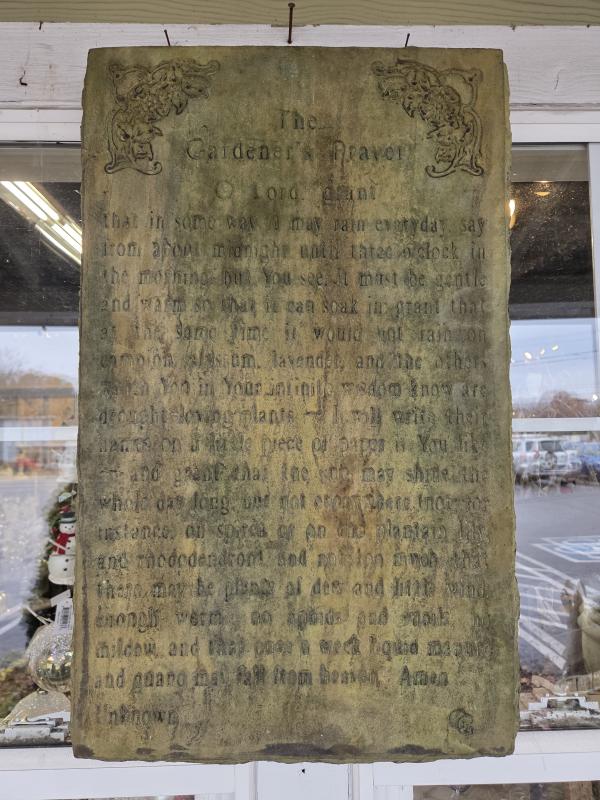 The
Gardener's Prayer
O Lord, grant
that in some way it may rain everyday, say
from about midnight until three o'clock in
the morning, but, You see, it must be gentle
and warm so that it can soak in; grant that
at the same time it would not rain on
campion, alyssum, lavender, and the others
which You in Your infinite wisdom know are
drought-loving plants - I will write their
names on a little piece of paper if You like
- and grant that the sun may shine the
whole day long, but not everywhere (not, for
instance, on spirea or on the plantain lily
and rhododendron) and not too much; that
there may be plenty of dew and little wind,
enough worms, no aphids and snails, no
mildew, and that once a week liquid manure
and guano may fall from heaven. Amen
Unknown